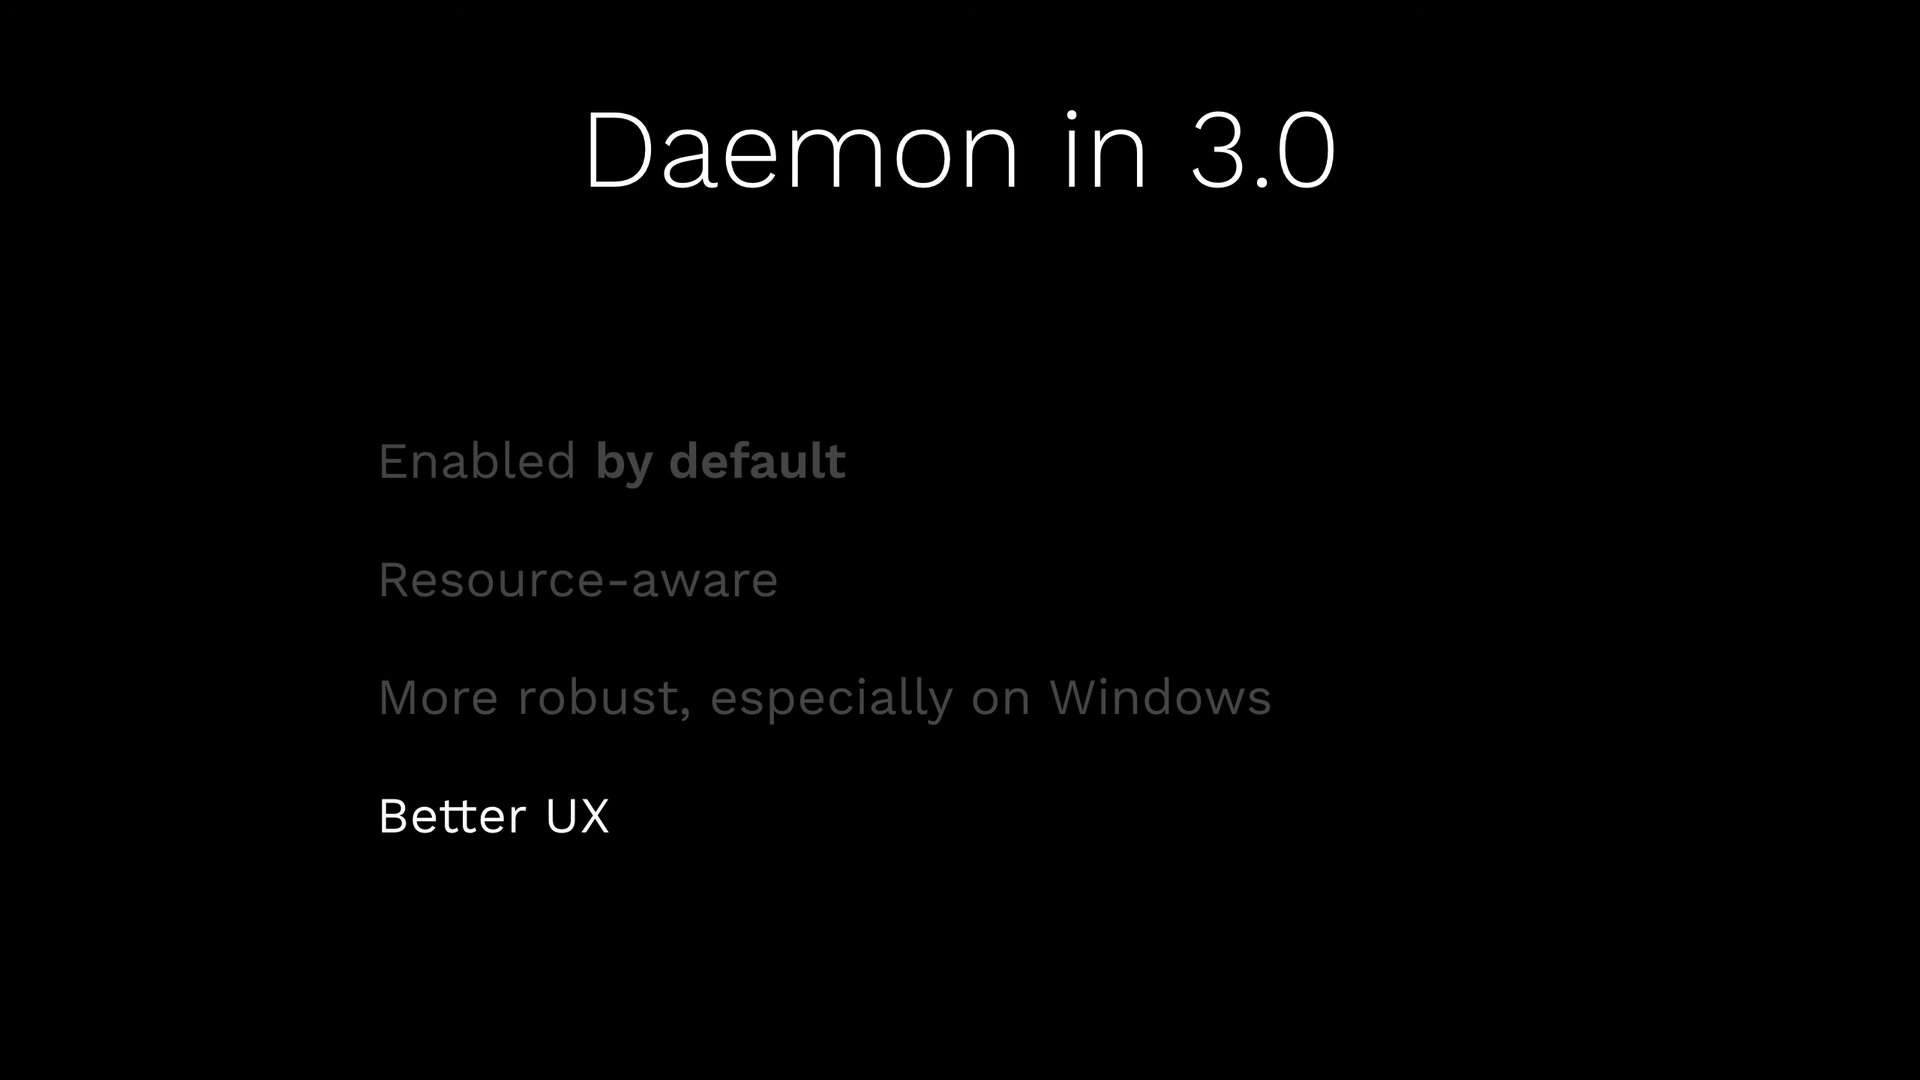 Daemon in 3.0
Enabled by default
Resource-aware
More robust, especially on Windows
Better UX